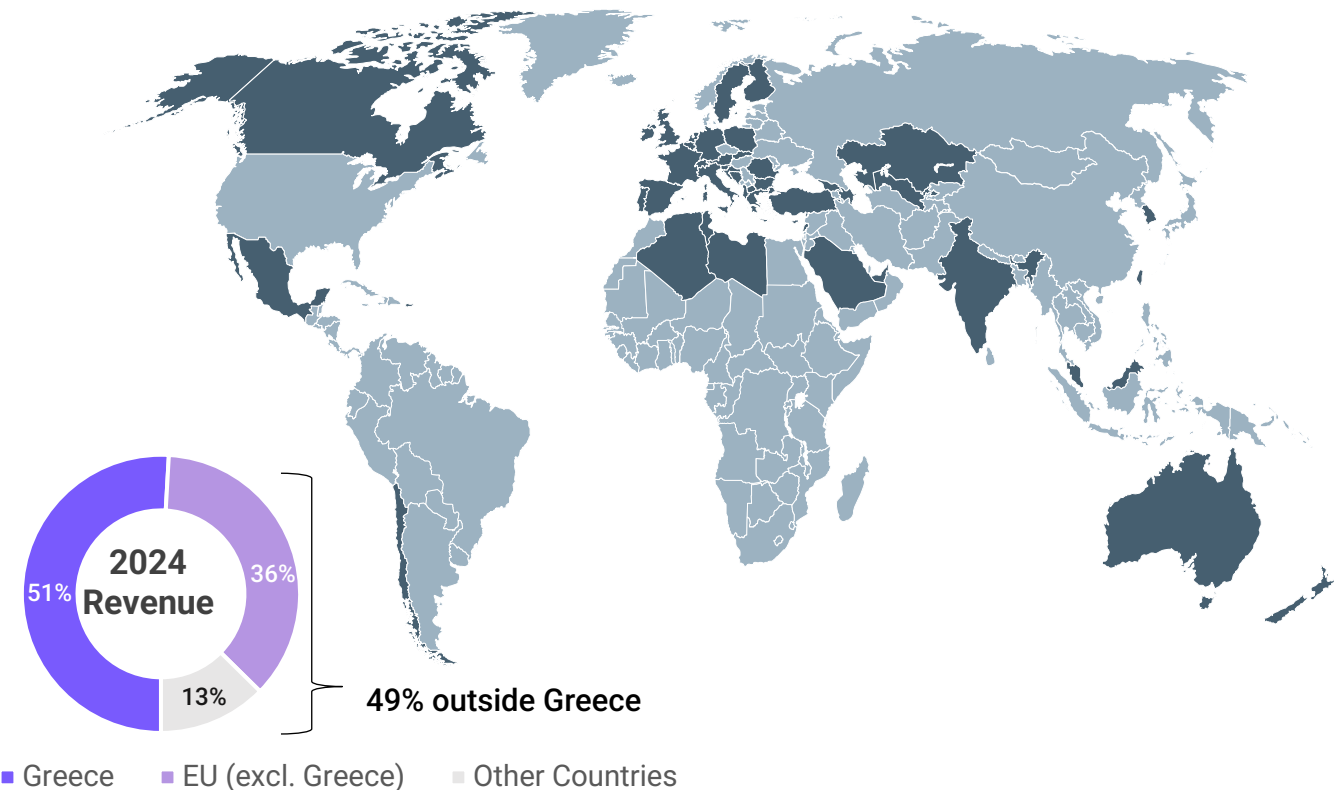 2024
Revenue
51%
36%
13%
49% outside Greece
Greece
EU (excl. Greece)
Other Countries